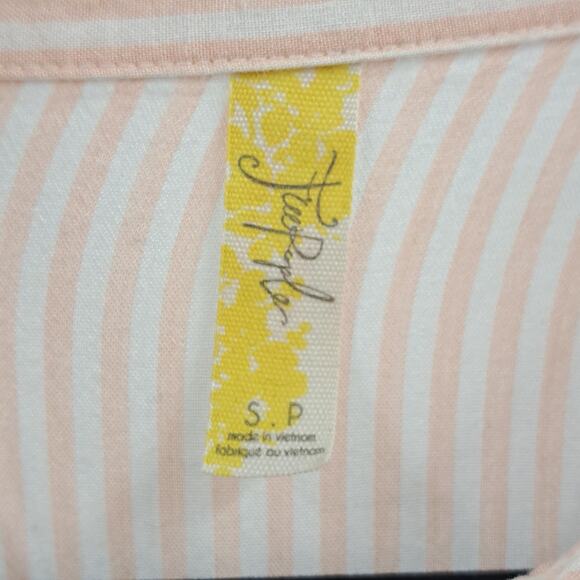 Free People
S.P
made in vietnam
fabriqué au vietnam